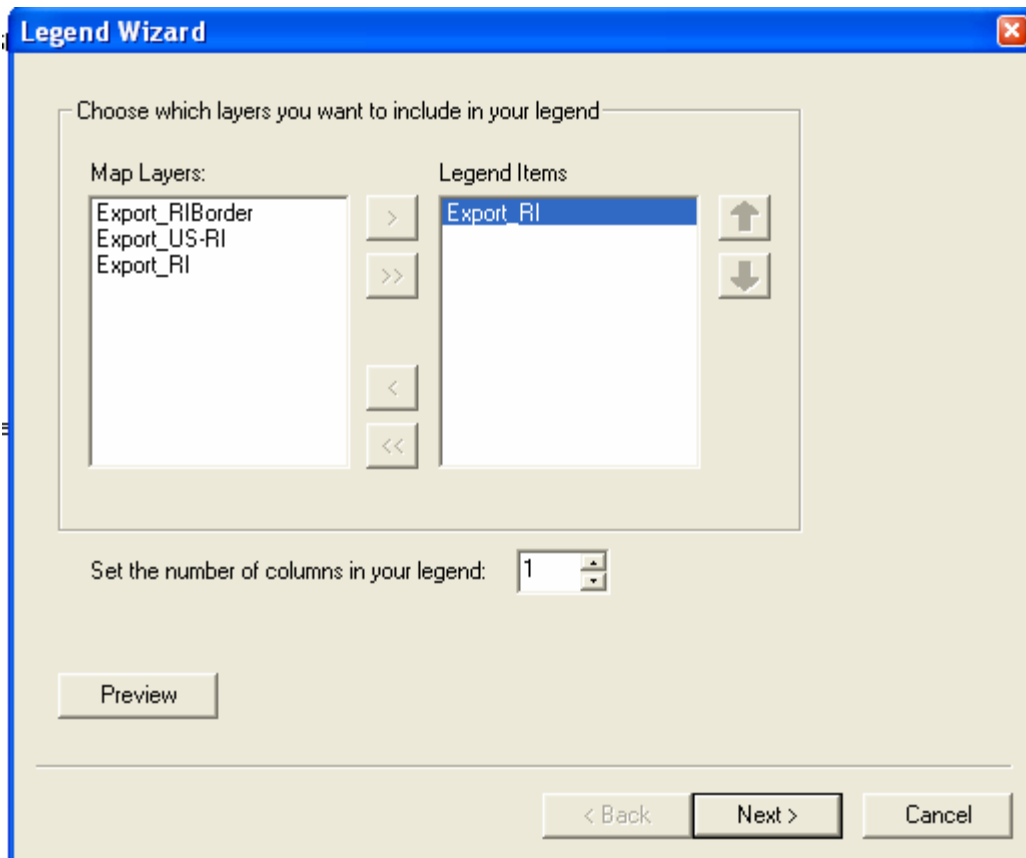 Legend Wizard
Choose which layers you want to include in your legend
Map Layers:
Legend Items
Export_RIBorder
Export_US-RI
Export_RI
Export_RI
>
>>
<
<<
Set the number of columns in your legend:
1
Preview
< Back
Next >
Cancel